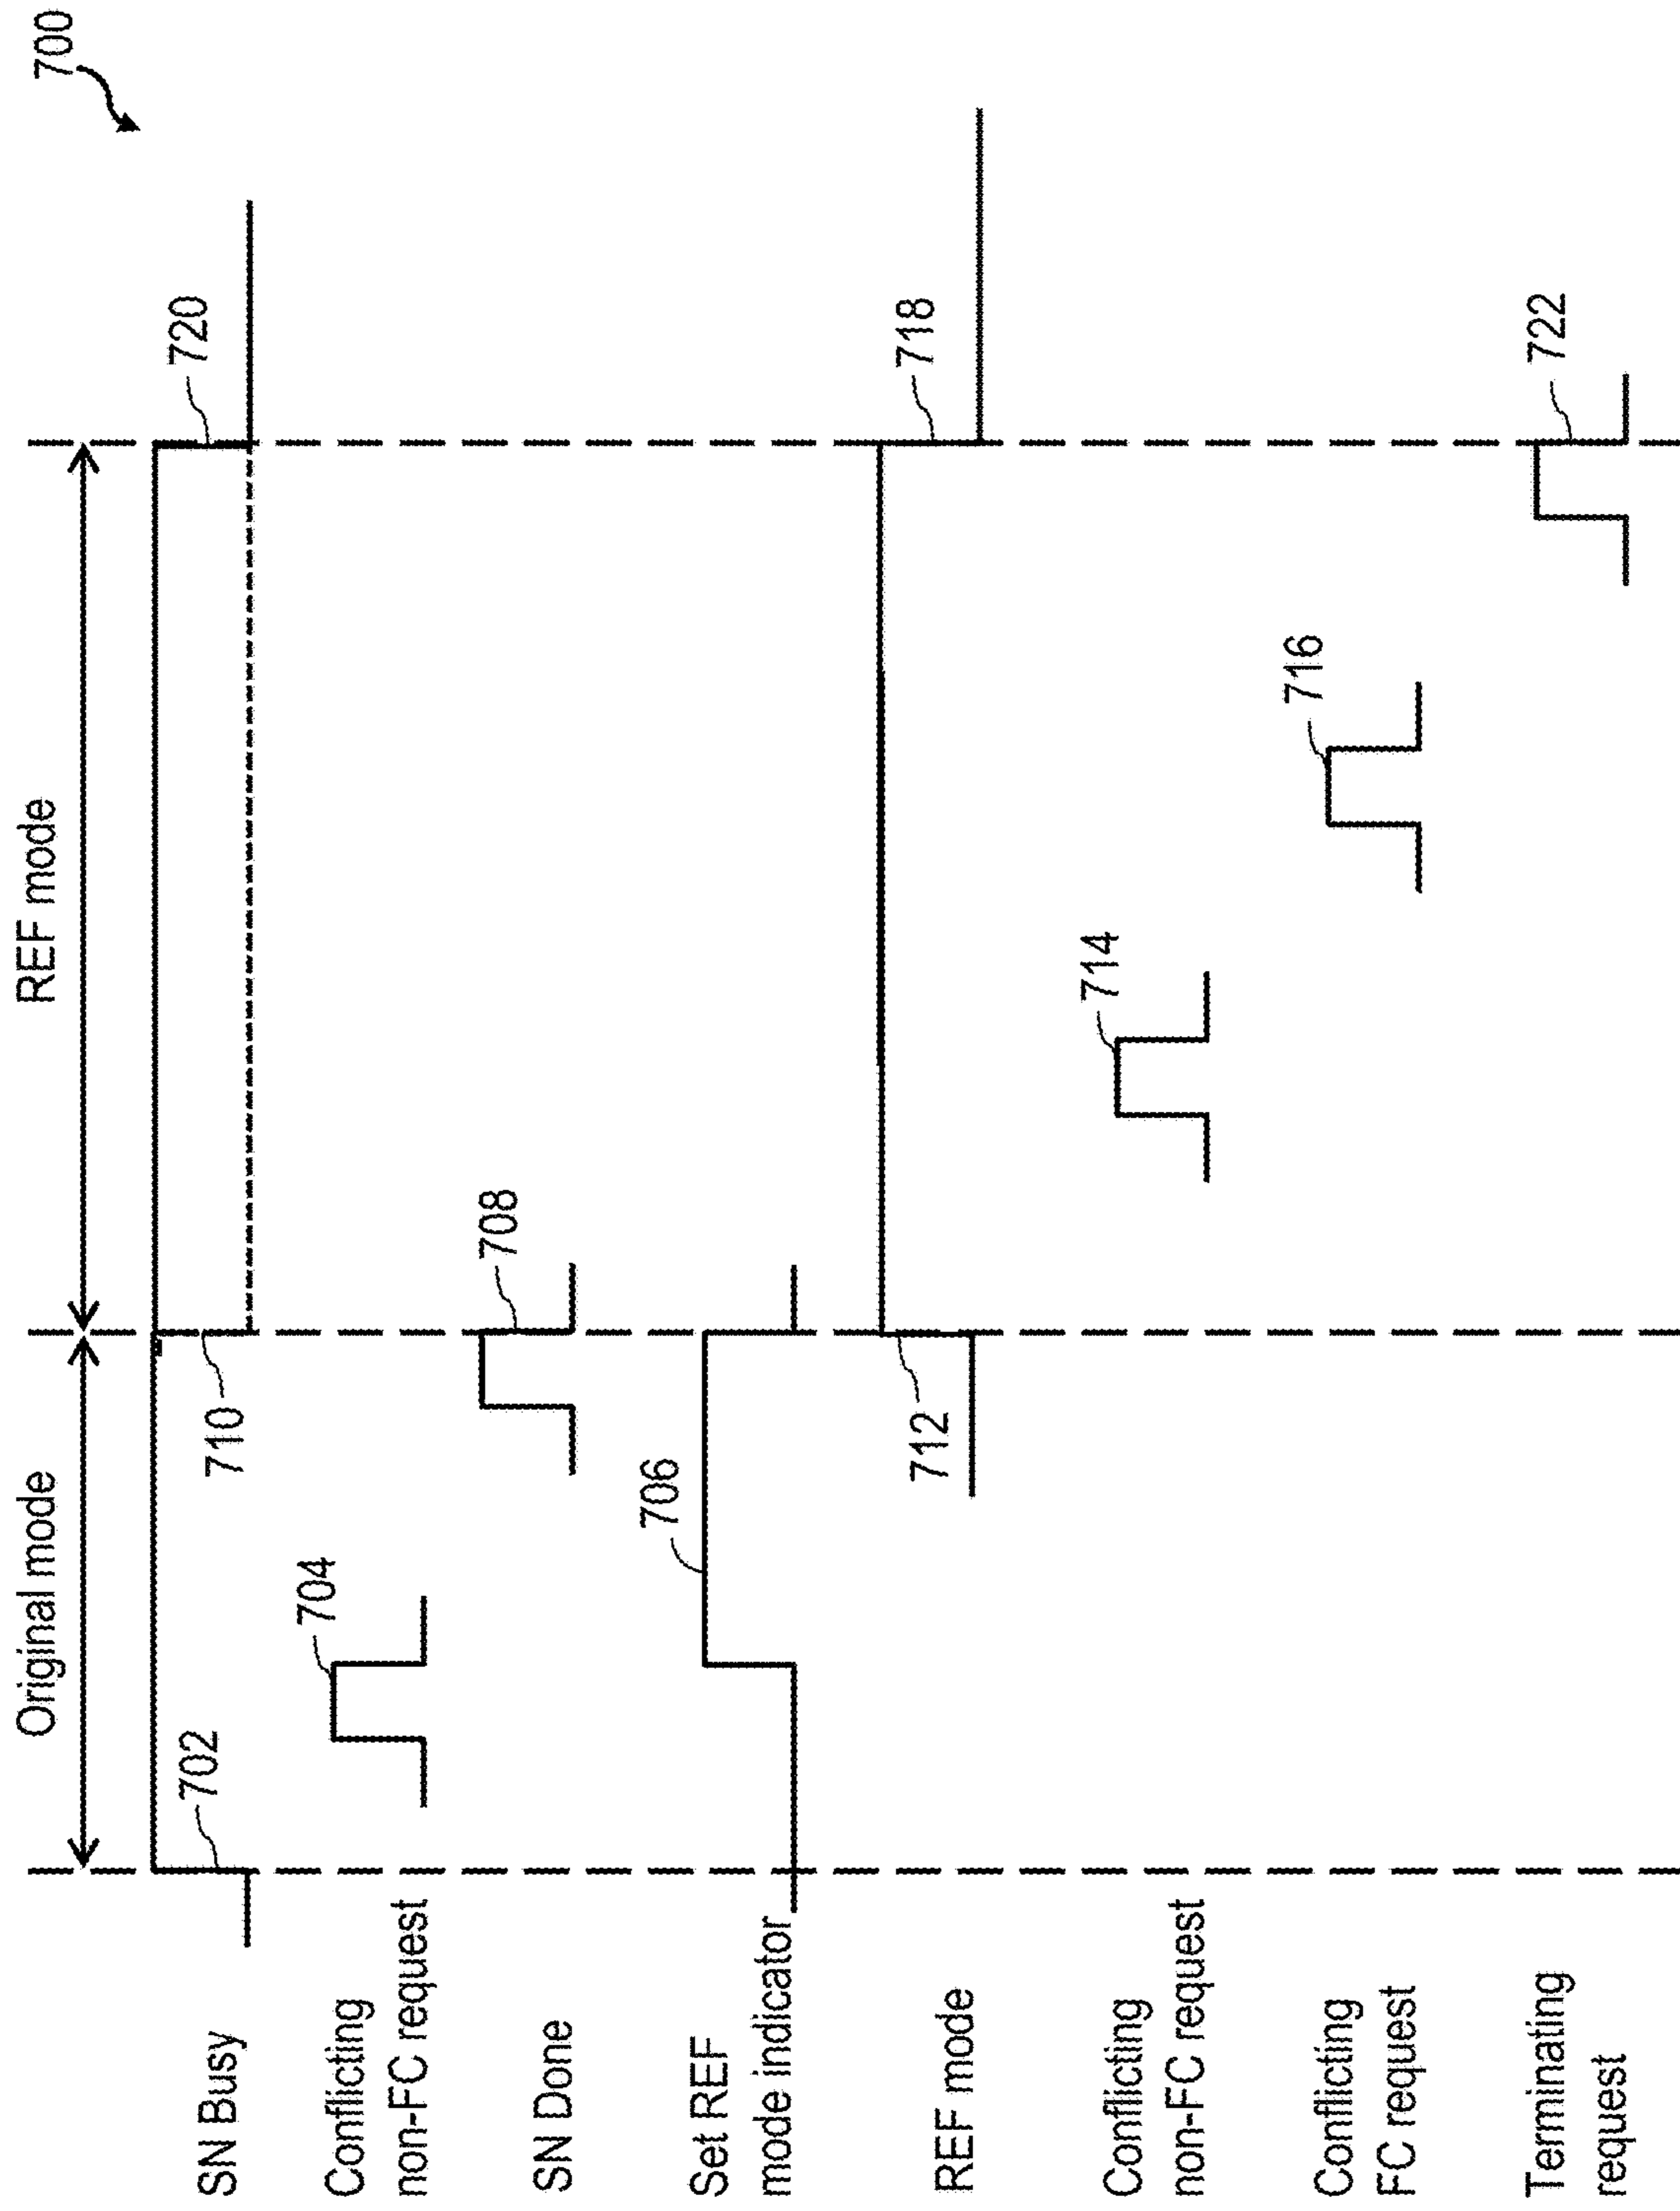 700
Original mode
REF mode
SN Busy
702
710
720
Conflicting
non-FC request
704
SN Done
708
Set REF
mode indicator
706
REF mode
712
718
Conflicting
non-FC request
714
Conflicting
FC request
716
Terminating
request
722